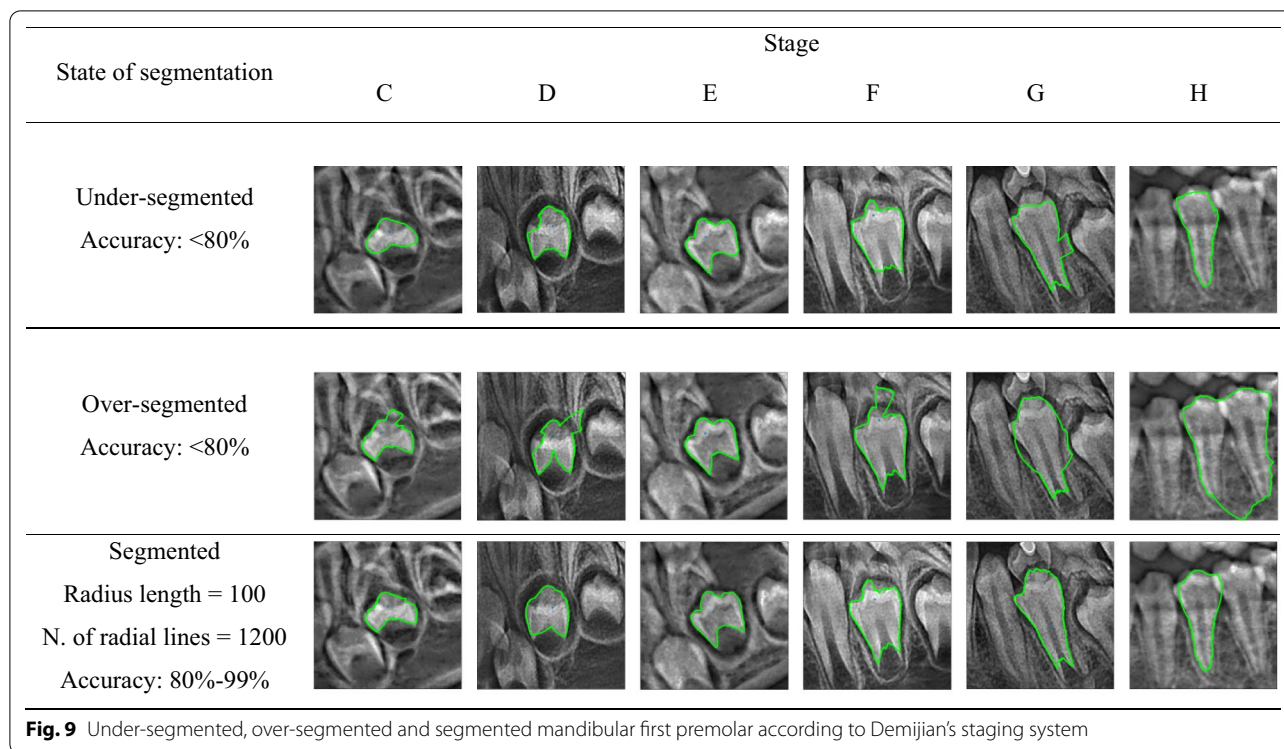 State of segmentation
Stage
C D E F G H
Under-segmented
Accuracy: <80%
Over-segmented
Accuracy: <80%
Segmented
Radius length = 100
N. of radial lines = 1200
Accuracy: 80%-99%
Fig. 9 Under-segmented, over-segmented and segmented mandibular first premolar according to Demijian’s staging system